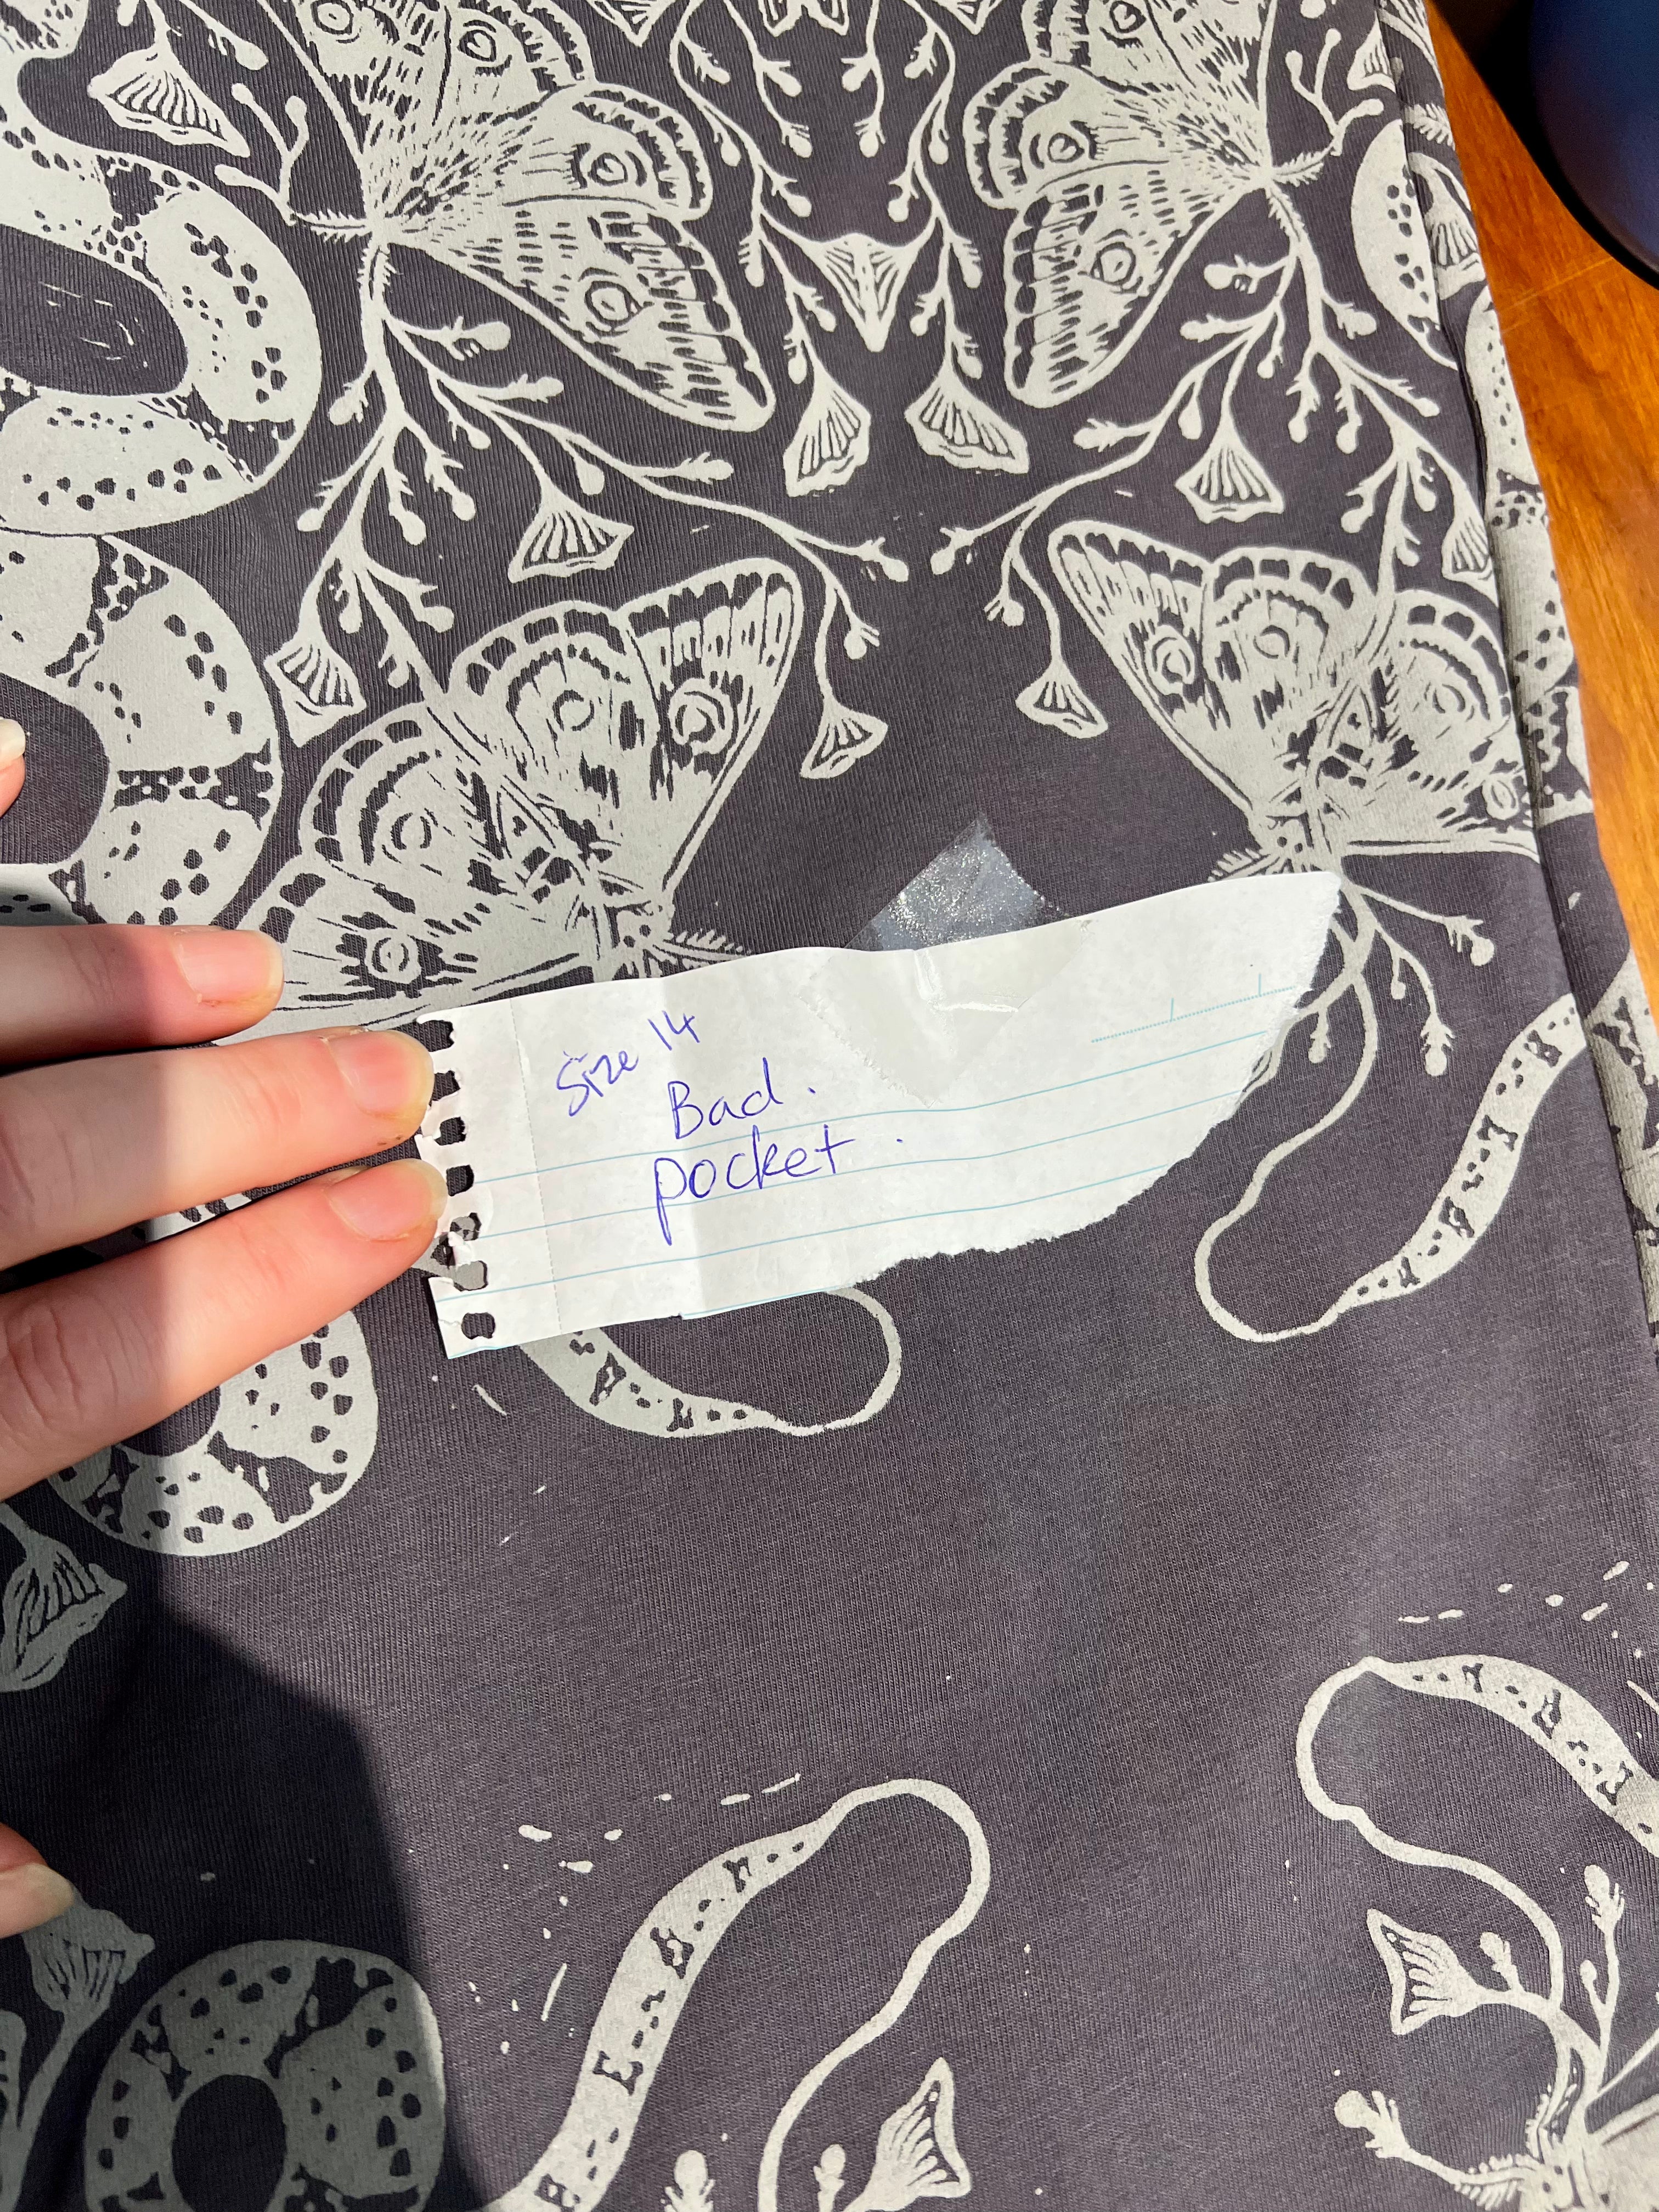 Size 14
Bad.
pocket.